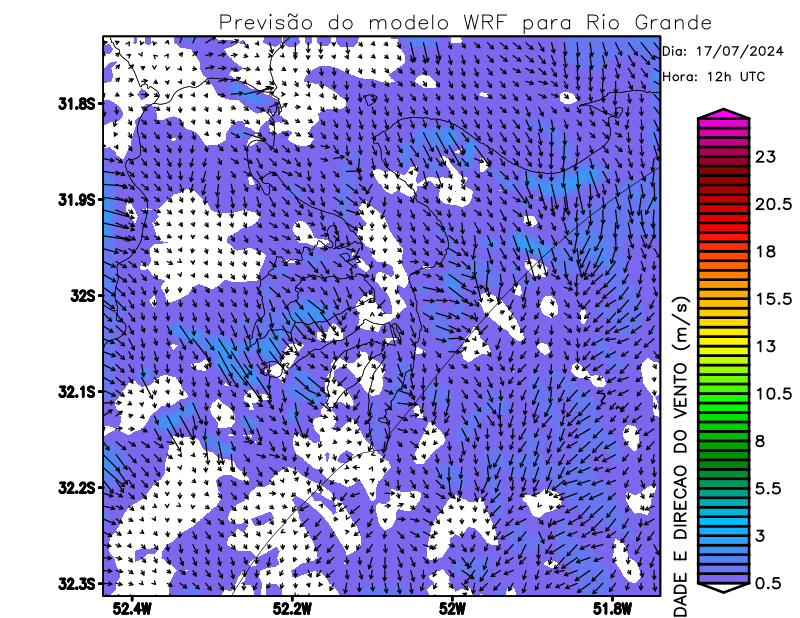 Previsão do modelo WRF para Rio Grande
Dia: 17/07/2024
Hora: 12h UTC
31.8S
31.9S
32S
32.1S
32.2S
32.3S
52.4W
52.2W
52W
51.8W
23
20.5
18
15.5
13
10.5
8
5.5
3
0.5
DADE E DIRECAO DO VENTO (m/s)